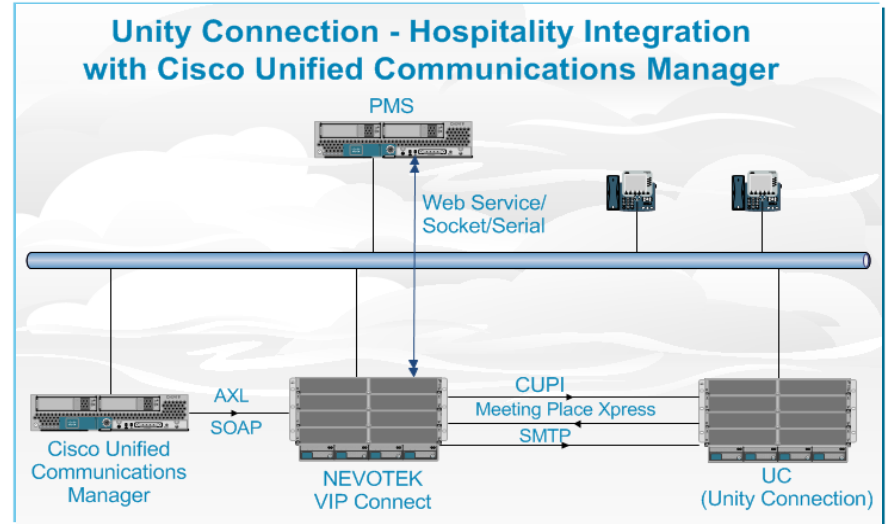 Unity Connection - Hospitality Integration
with Cisco Unified Communications Manager
PMS
Web Service/
Socket/Serial
AXL
SOAP
CUPI
Meeting Place Xpress
SMTP
Cisco Unified
Communications
Manager
NEVOTEK
VIP Connect
UC
(Unity Connection)